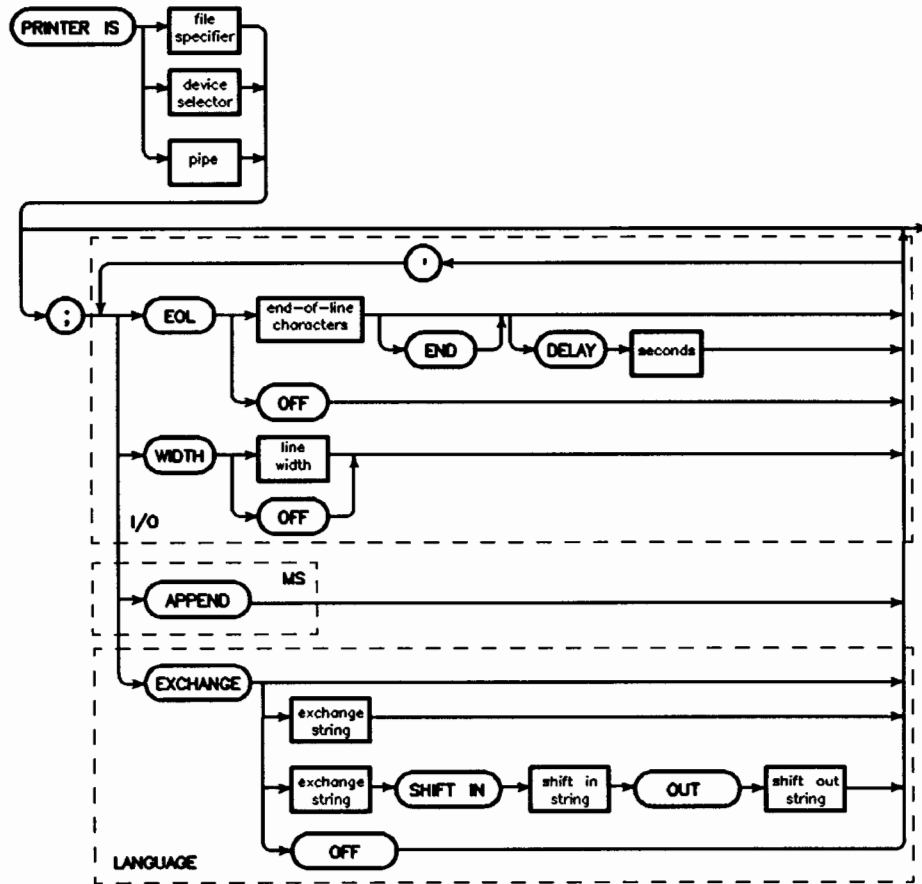 PRINTER IS
file
specifier
device
selector
pipe
,
;
EOL
end-of-line
characters
END
DELAY
seconds
OFF
WIDTH
line
width
OFF
I/O
MS
APPEND
EXCHANGE
exchange
string
exchange
string
SHIFT IN
shift in
string
OUT
shift out
string
OFF
LANGUAGE